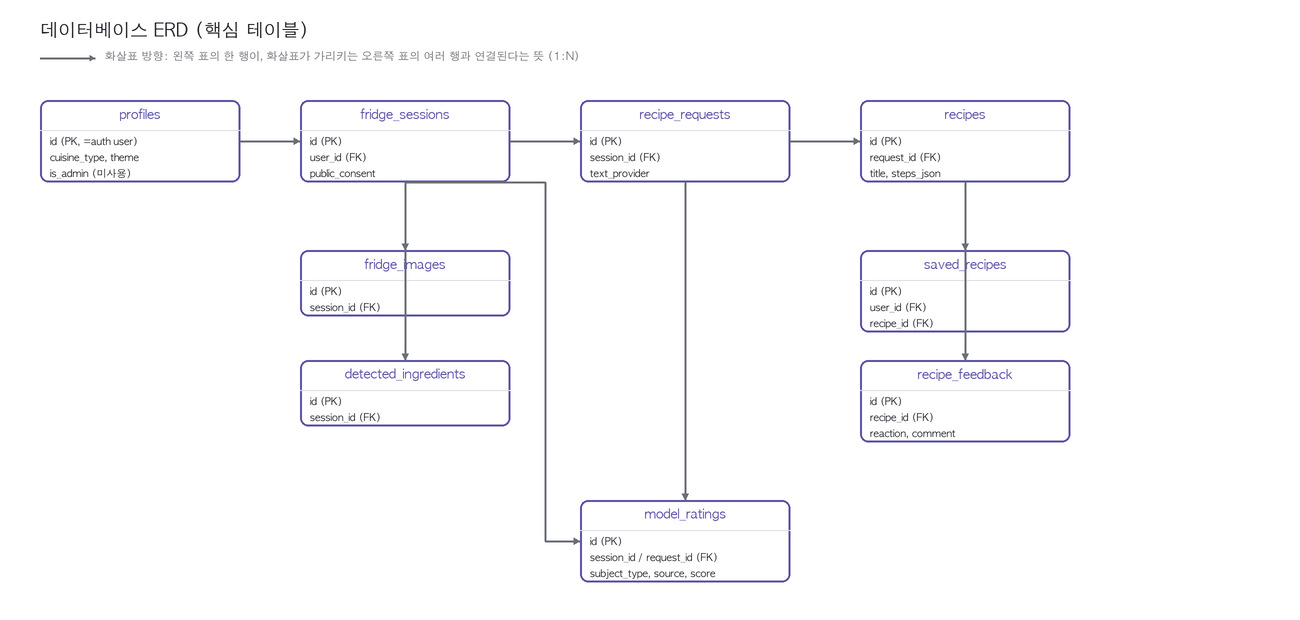 데이터베이스 ERD (핵심 테이블)
화살표 방향: 왼쪽 표의 한 행이, 화살표가 가리키는 오른쪽 표의 여러 행과 연결된다는 뜻 (1:N)
profiles
id (PK, =auth user)
cuisine_type, theme
is_admin (미사용)
fridge_sessions
id (PK)
user_id (FK)
public_consent
recipe_requests
id (PK)
session_id (FK)
text_provider
recipes
id (PK)
request_id (FK)
title, steps_json
fridge_images
id (PK)
session_id (FK)
saved_recipes
id (PK)
user_id (FK)
recipe_id (FK)
detected_ingredients
id (PK)
session_id (FK)
recipe_feedback
id (PK)
recipe_id (FK)
reaction, comment
model_ratings
id (PK)
session_id / request_id (FK)
subject_type, source, score